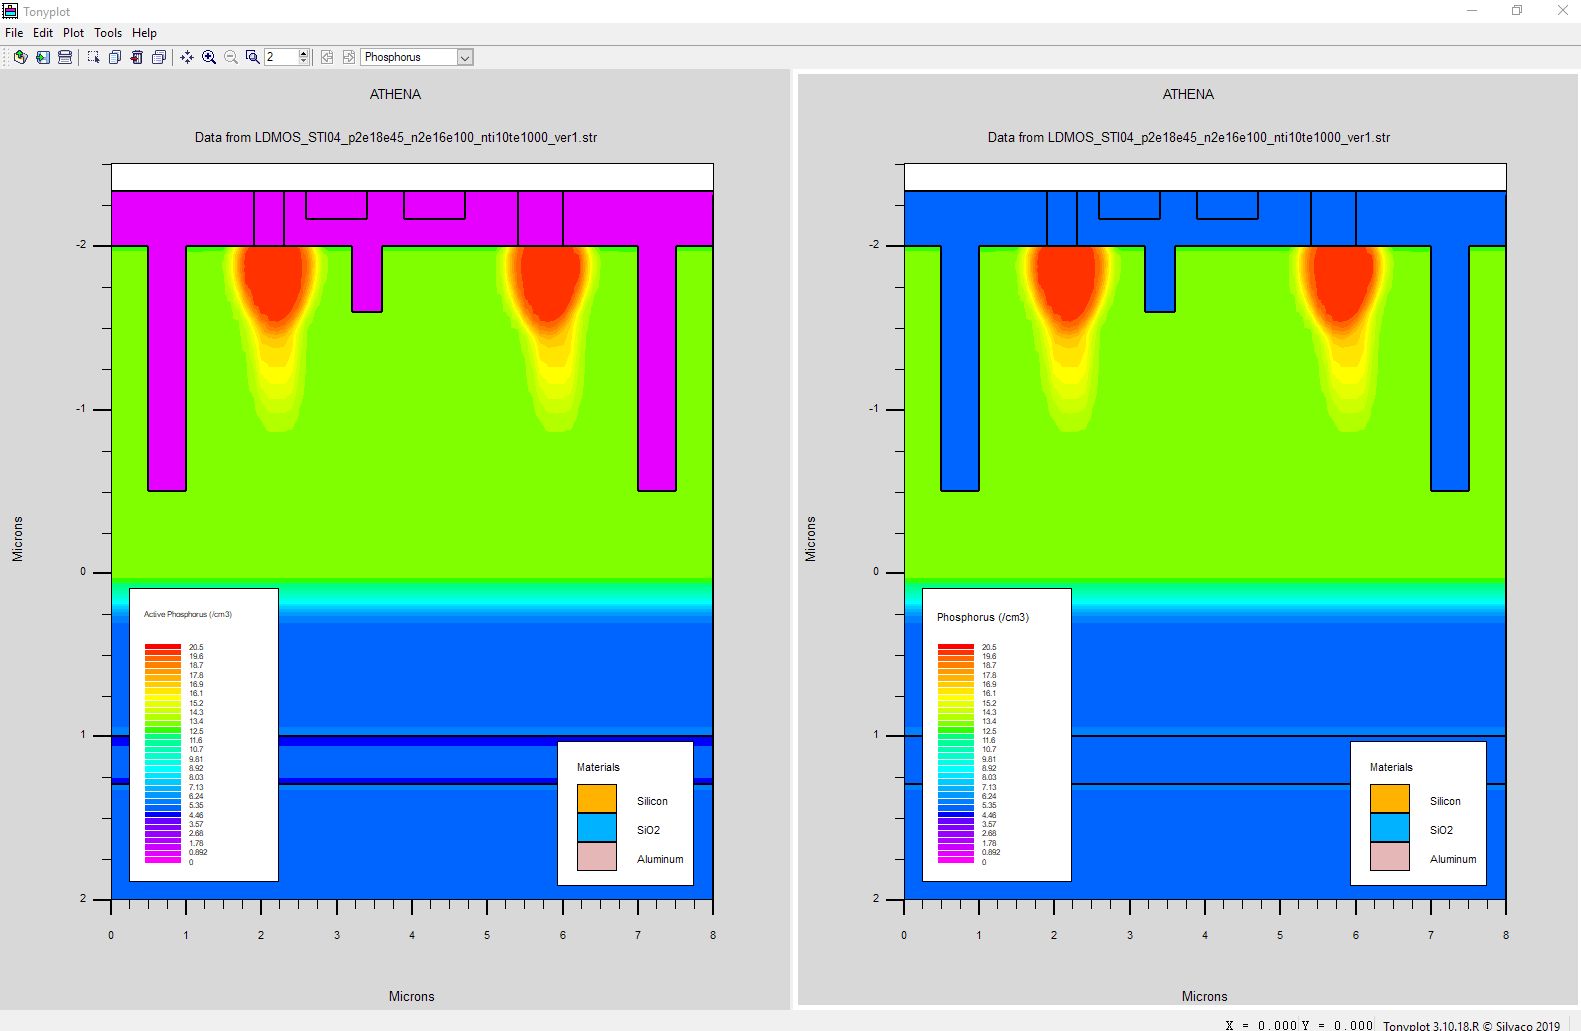 Tonyplot
File Edit Plot Tools Help
2 Phosphorus
ATHENA
Data from LDMOS_STI04_p2e18e45_n2e16e100_nti10te1000_ver1.str
-2
-1
0
1
2
Microns
Active Phosphorus (/cm3)
20.5
19.6
18.7
17.8
16.9
16.1
15.2
14.3
13.4
12.5
11.6
10.7
9.81
8.92
8.03
7.13
6.24
5.35
4.46
3.57
2.68
1.78
0.892
0
Materials
Silicon
SiO2
Aluminum
0 1 2 3 4 5 6 7 8
Microns
ATHENA
Data from LDMOS_STI04_p2e18e45_n2e16e100_nti10te1000_ver1.str
-2
-1
0
1
2
Microns
Phosphorus (/cm3)
20.5
19.6
18.7
17.8
16.9
16.1
15.2
14.3
13.4
12.5
11.6
10.7
9.81
8.92
8.03
7.13
6.24
5.35
4.46
3.57
2.68
1.78
0.892
0
Materials
Silicon
SiO2
Aluminum
0 1 2 3 4 5 6 7 8
Microns
X = 0.000 Y = 0.000 Tonyplot 3.10.18.R © Silvaco 2019